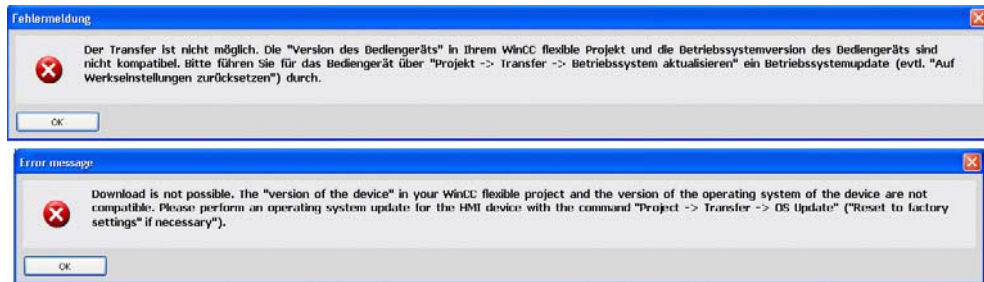 Fehlermeldung
Der Transfer ist nicht möglich. Die "Version des Bediengeräts" in Ihrem WinCC flexible Projekt und die Betriebssystemversion des Bediengeräts sind
nicht kompatibel. Bitte führen Sie für das Bediengerät über "Projekt -> Transfer -> Betriebssystem aktualisieren" ein Betriebssystemupdate (evtl. "Auf
Werkseinstellungen zurücksetzen") durch.
OK
Error message
Download is not possible. The "version of the device" in your WinCC flexible project and the version of the operating system of the device are not
compatible. Please perform an operating system update for the HMI device with the command "Project -> Transfer -> OS Update" ("Reset to factory
settings" if necessary").
OK